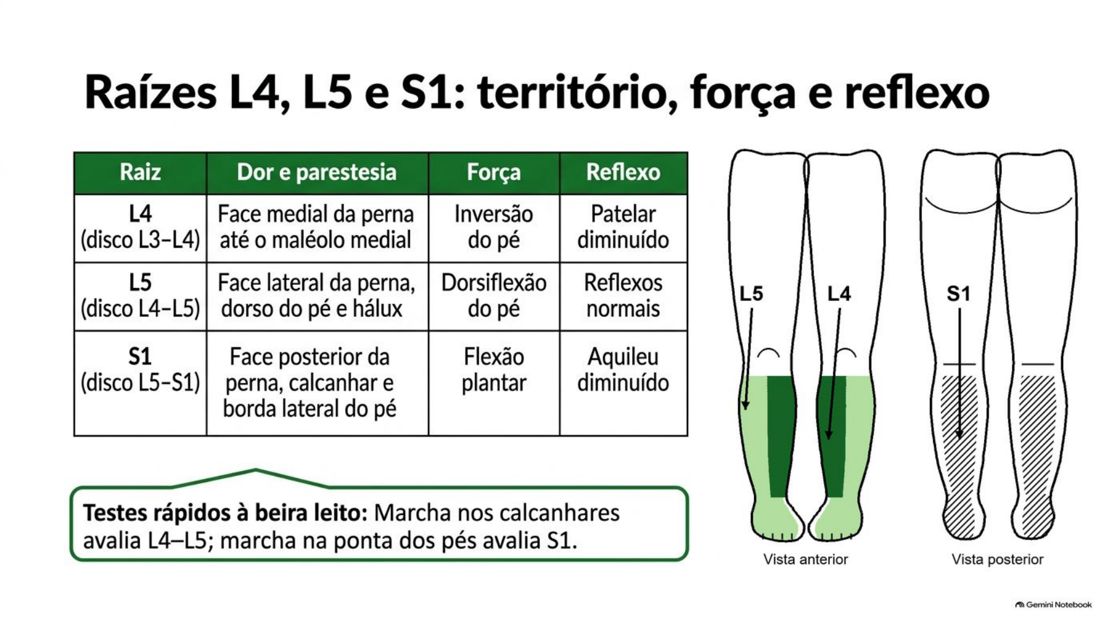 Raízes L4, L5 e S1: território, força e reflexo
Raiz
Dor e parestesia
Força
Reflexo
L4
(disco L3–L4)
Face medial da perna
até o maléolo medial
Inversão
do pé
Patelar
diminuído
L5
(disco L4–L5)
Face lateral da perna,
dorso do pé e hálux
Dorsiflexão
do pé
Reflexos
normais
S1
(disco L5–S1)
Face posterior da
perna, calcanhar e
borda lateral do pé
Flexão
plantar
Aquileu
diminuído
Testes rápidos à beira leito: Marcha nos calcanhares
avalia L4–L5; marcha na ponta dos pés avalia S1.
L5
L4
S1
Vista anterior
Vista posterior
Gemini Notebook